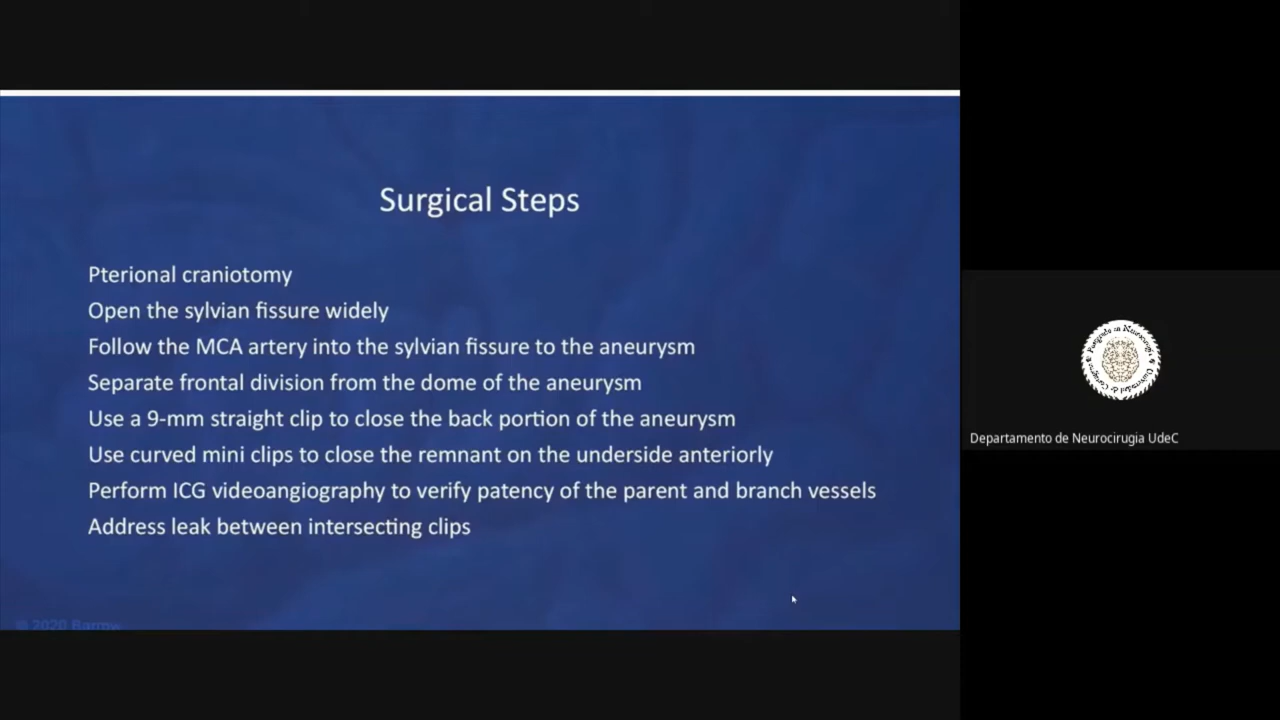 Surgical Steps
Pterional craniotomy
Open the sylvian fissure widely
Follow the MCA artery into the sylvian fissure to the aneurysm
Separate frontal division from the dome of the aneurysm
Use a 9-mm straight clip to close the back portion of the aneurysm
Use curved mini clips to close the remnant on the underside anteriorly
Perform ICG videoangiography to verify patency of the parent and branch vessels
Address leak between intersecting clips
© 2020 Barrow
Departamento de Neurocirugia UdeC